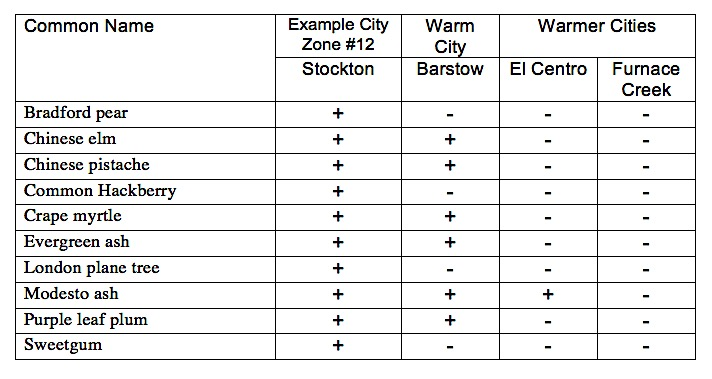 Common Name Example City Warm Warmer Cities
Zone #12 City
Stockton Barstow El Centro Furnace
Creek
Bradford pear + - - -
Chinese elm + + - -
Chinese pistache + + - -
Common Hackberry + - - -
Crape myrtle + + - -
Evergreen ash + + - -
London plane tree + - - -
Modesto ash + + + -
Purple leaf plum + + - -
Sweetgum + - - -